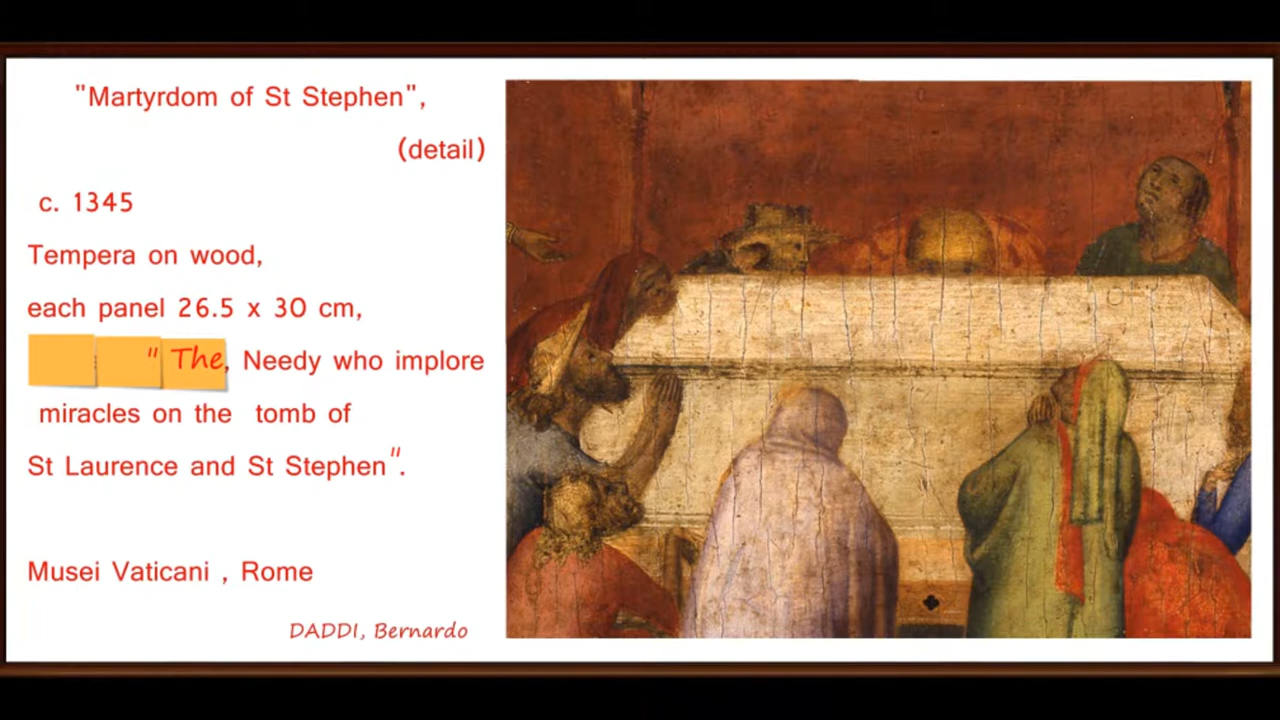 "Martyrdom of St Stephen",
(detail)
c. 1345
Tempera on wood,
each panel 26.5 x 30 cm,
" The, Needy who implore
miracles on the tomb of
St Laurence and St Stephen".
Musei Vaticani , Rome
DADDI, Bernardo